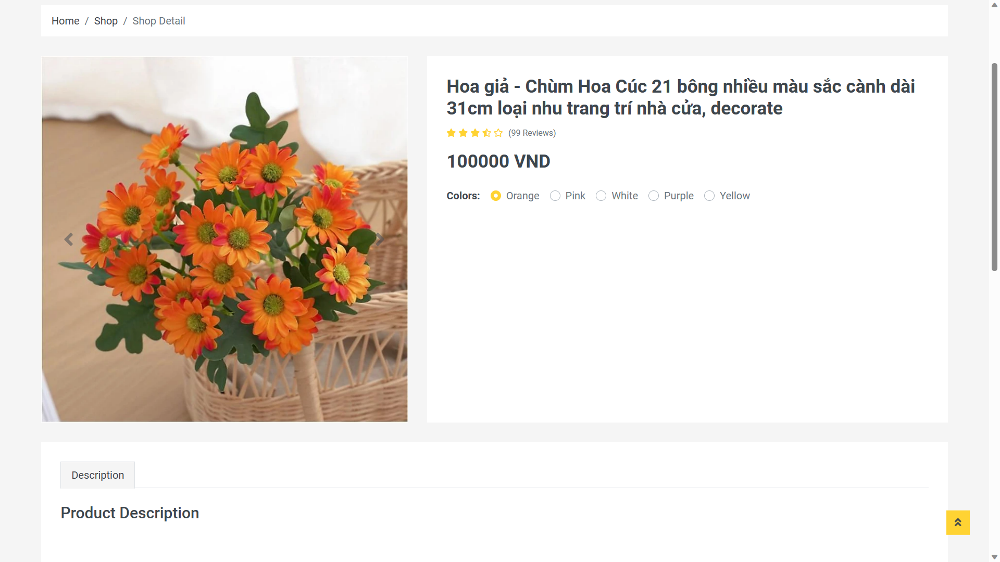 Home / Shop / Shop Detail
Hoa giả - Chùm Hoa Cúc 21 bông nhiều màu sắc cành dài
31cm loại nhu trang trí nhà cửa, decorate
(99 Reviews)
100000 VND
Colors: Orange Pink White Purple Yellow
Description
Product Description